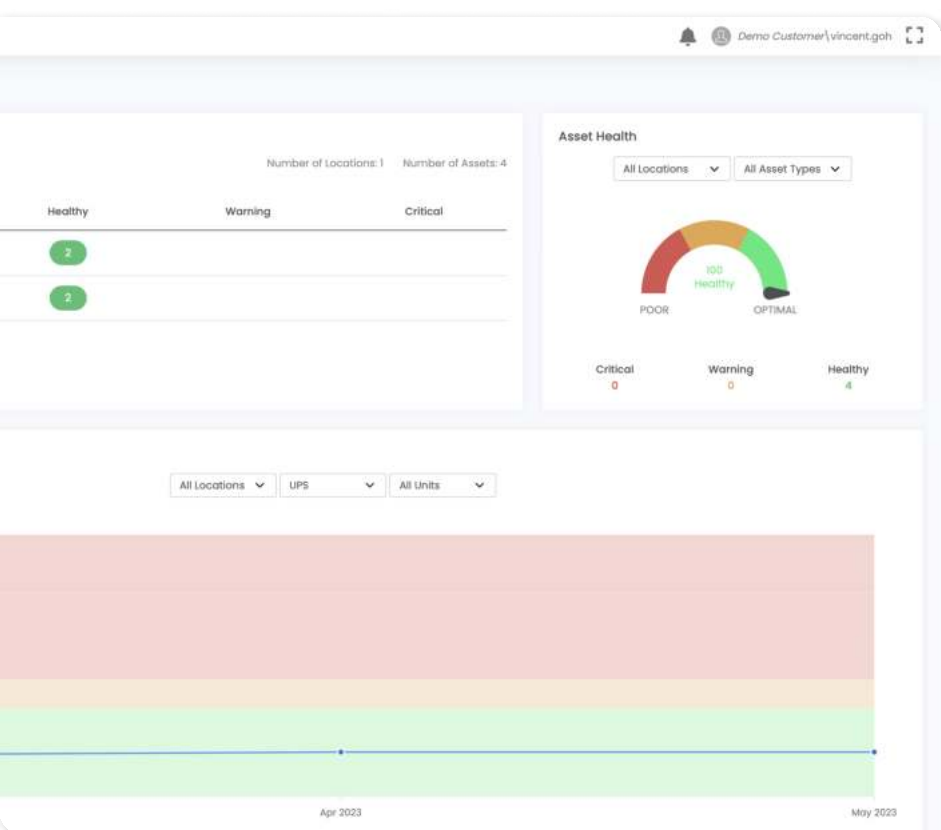 Demo Customer\vincent.goh
Number of Locations: 1 Number of Assets: 4
Healthy Warning Critical
2
2
Asset Health
All Locations All Asset Types
100
Healthy
POOR OPTIMAL
Critical Warning Healthy
0 0 4
All Locations UPS All Units
Apr 2023 May 2023